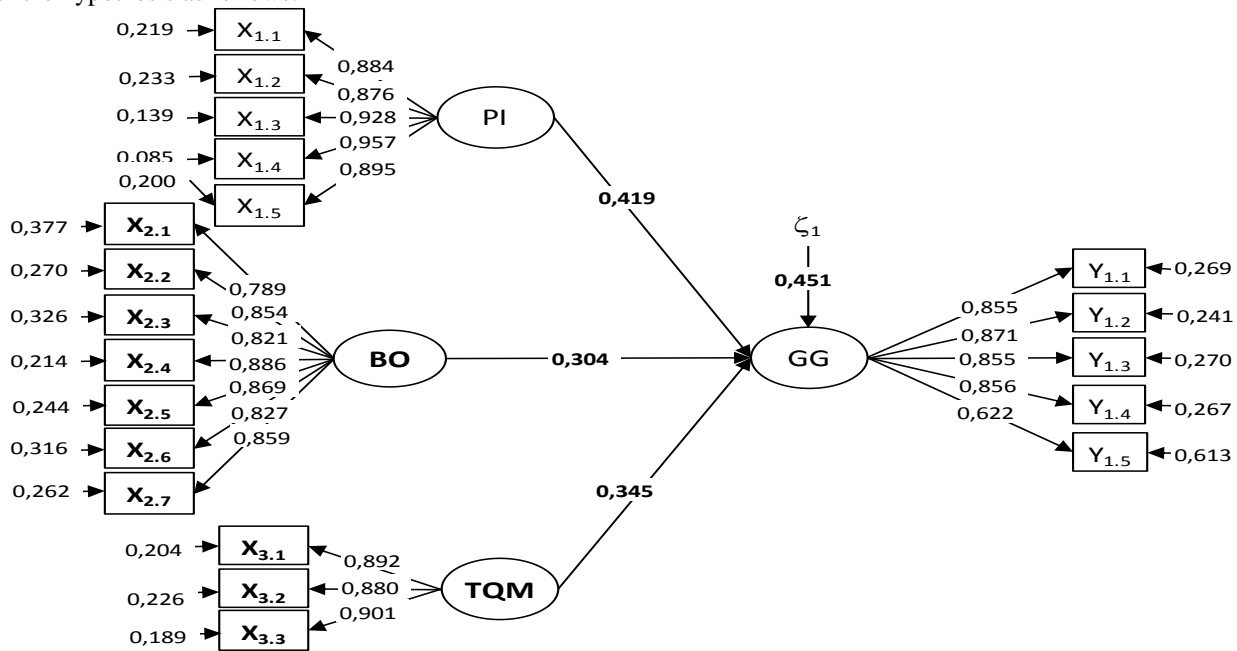 0,219 X1.1 0,884
0,233 X1.2 0,876
0,139 X1.3 0,928 PI
0,085 X1.4 0,957
0,200 X1.5 0,895
0,419
0,377 X2.1 0,789
0,270 X2.2 0,854
0,326 X2.3 0,821
0,214 X2.4 0,886 BO 0,304
0,244 X2.5 0,869
0,316 X2.6 0,827
0,262 X2.7 0,859
ζ1
0,451
GG
0,855 Y1.1 0,269
0,871 Y1.2 0,241
0,855 Y1.3 0,270
0,856 Y1.4 0,267
0,622 Y1.5 0,613
0,345
0,204 X3.1 0,892
0,226 X3.2 0,880 TQM
0,189 X3.3 0,901